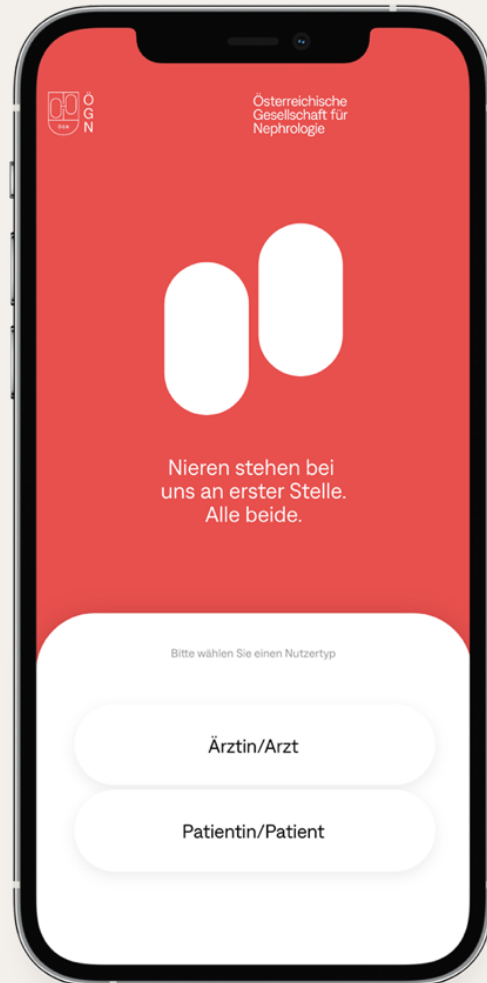 Ö
G
N
ÖGN
Österreichische
Gesellschaft für
Nephrologie
Nieren stehen bei
uns an erster Stelle.
Alle beide.
Bitte wählen Sie einen Nutzertyp
Ärztin/Arzt
Patientin/Patient